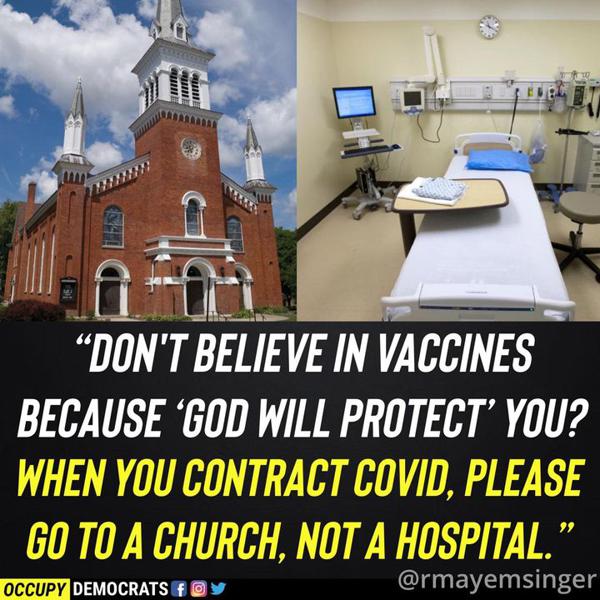 “DON'T BELIEVE IN VACCINES
BECAUSE ‘GOD WILL PROTECT’ YOU?
WHEN YOU CONTRACT COVID, PLEASE
GO TO A CHURCH, NOT A HOSPITAL.”
@rmayemsinger
OCCUPY DEMOCRATS